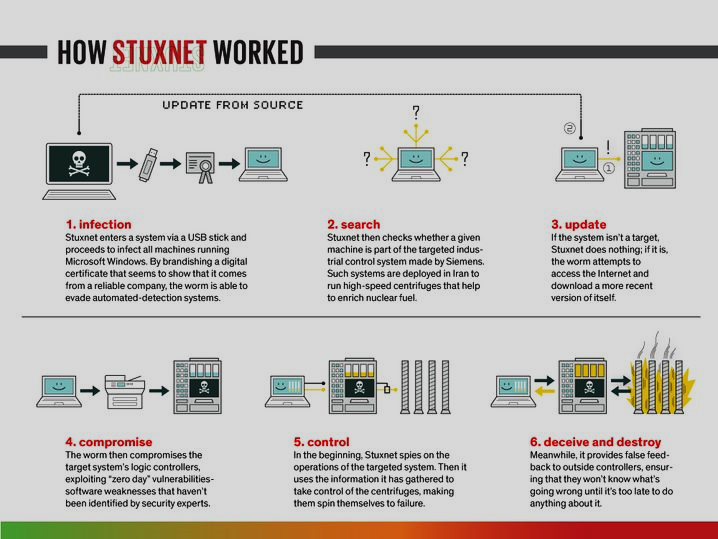 HOW STUXNET WORKED
UPDATE FROM SOURCE
?
?
?
②
!
①
1. infection
Stuxnet enters a system via a USB stick and
proceeds to infect all machines running
Microsoft Windows. By brandishing a digital
certificate that seems to show that it comes
from a reliable company, the worm is able to
evade automated-detection systems.
2. search
Stuxnet then checks whether a given
machine is part of the targeted indus-
trial control system made by Siemens.
Such systems are deployed in Iran to
run high-speed centrifuges that help
to enrich nuclear fuel.
3. update
If the system isn't a target,
Stuxnet does nothing; if it is,
the worm attempts to
access the Internet and
download a more recent
version of itself.
4. compromise
The worm then compromises the
target system's logic controllers,
exploiting "zero day" vulnerabilities-
software weaknesses that haven't
been identified by security experts.
5. control
In the beginning, Stuxnet spies on the
operations of the targeted system. Then it
uses the information it has gathered to
take control of the centrifuges, making
them spin themselves to failure.
6. deceive and destroy
Meanwhile, it provides false feed-
back to outside controllers, ensur-
ing that they won't know what's
going wrong until it's too late to do
anything about it.